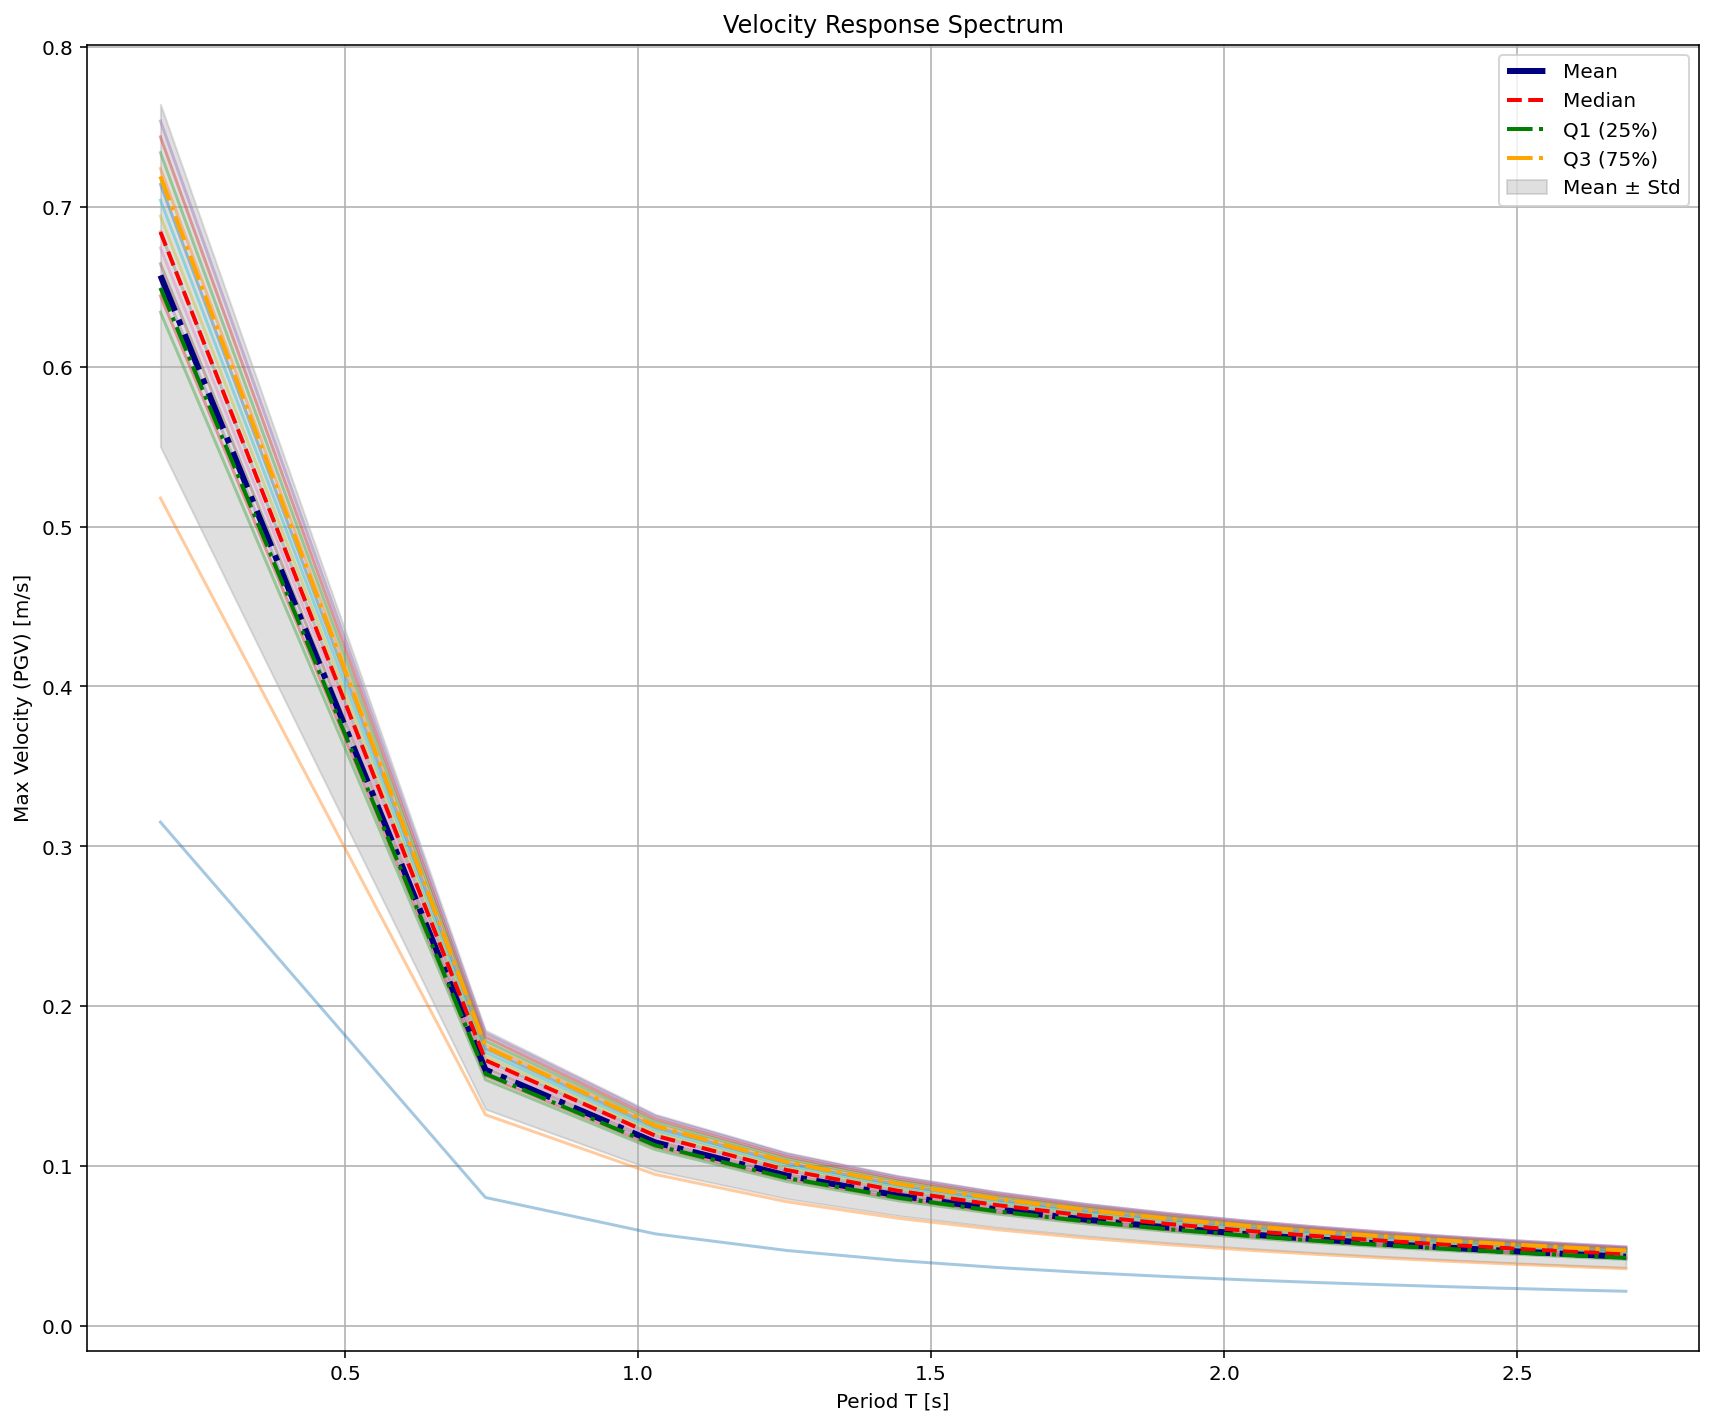 Velocity Response Spectrum
Max Velocity (PGV) [m/s]
0.8
0.7
0.6
0.5
0.4
0.3
0.2
0.1
0.0
Mean
Median
Q1 (25%)
Q3 (75%)
Mean ± Std
0.5
1.0
1.5
2.0
2.5
Period T [s]